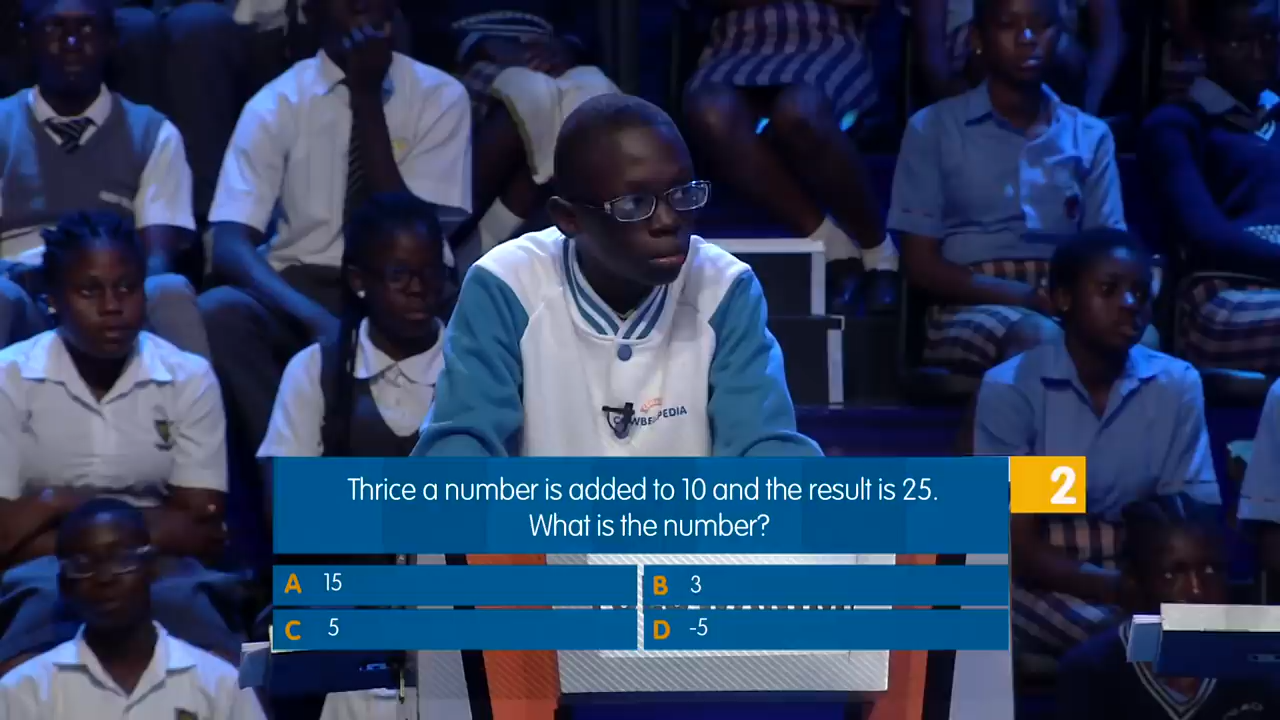 COWBELLPEDIA
Thrice a number is added to 10 and the result is 25.
What is the number?
2
A 15
B 3
C 5
D -5